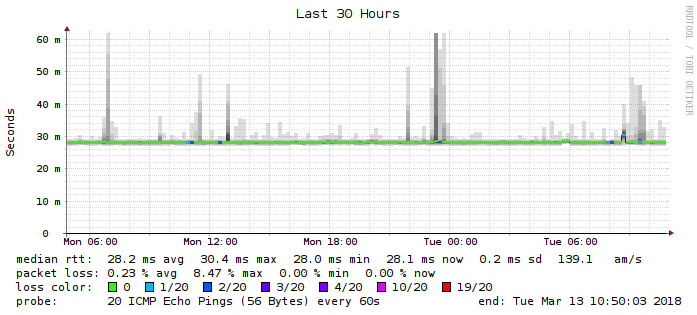 Last 30 Hours
RRDTOOL / TOBI OETIKER
Seconds
60 m
50 m
40 m
30 m
20 m
10 m
0
Mon 06:00 Mon 12:00 Mon 18:00 Tue 00:00 Tue 06:00
median rtt: 28.2 ms avg 30.4 ms max 28.0 ms min 28.1 ms now 0.2 ms sd 139.1 am/s
packet loss: 0.23 % avg 8.47 % max 0.00 % min 0.00 % now
loss color: 0 1/20 2/20 3/20 4/20 10/20 19/20
probe: 20 ICMP Echo Pings (56 Bytes) every 60s end: Tue Mar 13 10:50:03 2018